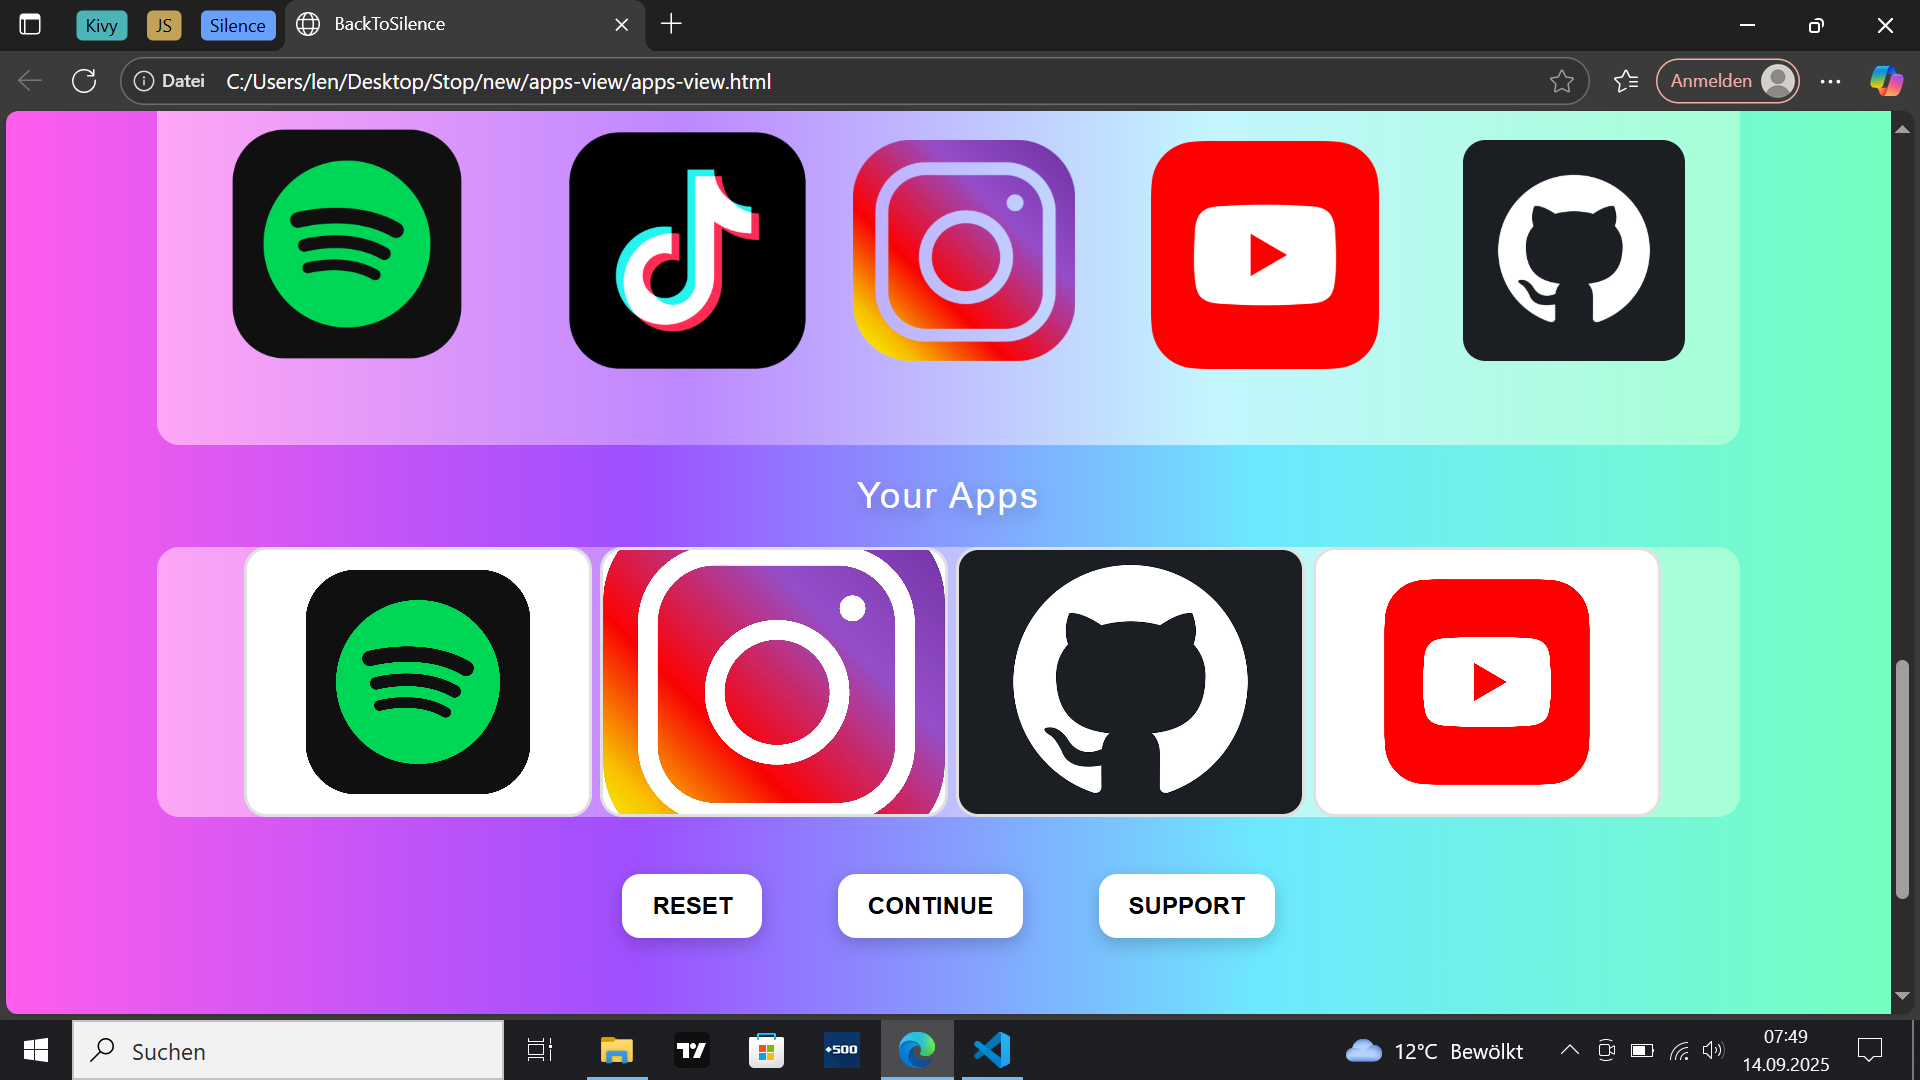 Kivy
JS
Silence
BackToSilence
Datei
C:/Users/len/Desktop/Stop/new/apps-view/apps-view.html
Anmelden
Your Apps
RESET
CONTINUE
SUPPORT
Suchen
+500
12°C Bewölkt
07:49
14.09.2025